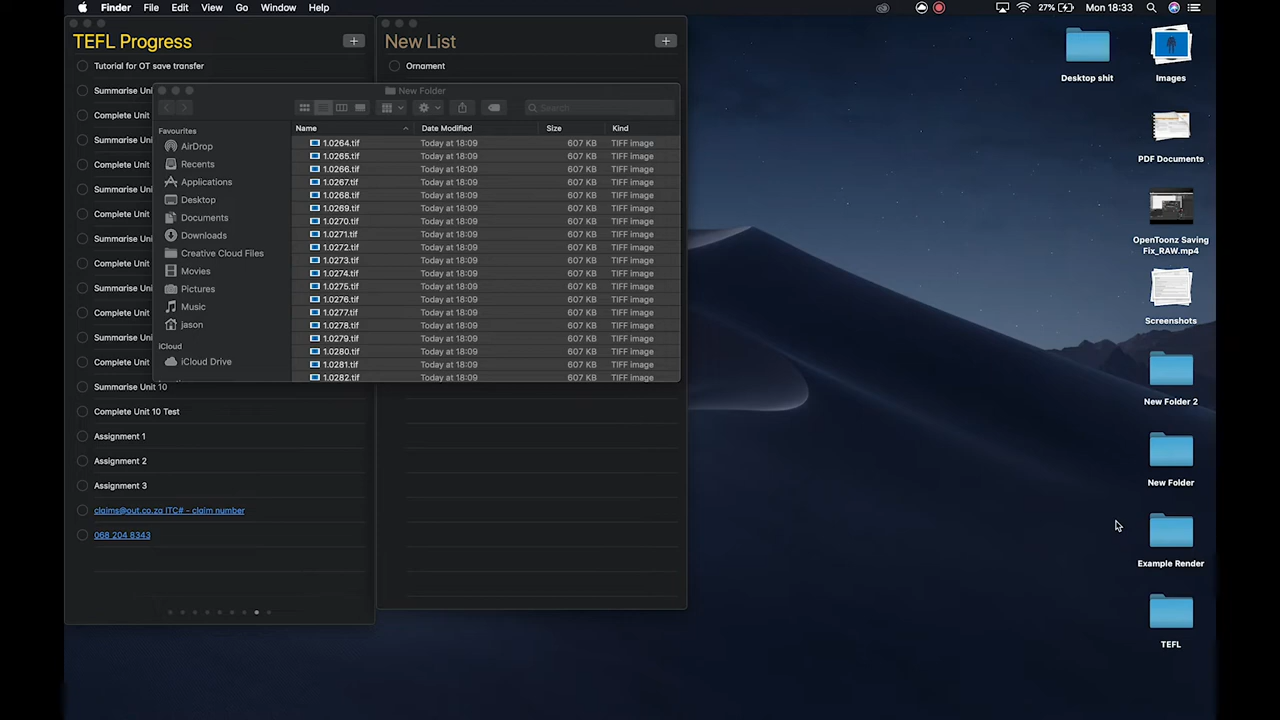 Finder File Edit View Go Window Help
27% Mon 18:33
TEFL Progress
+
Tutorial for OT save transfer
Summarise Uni
Complete Unit
Summarise Uni
Complete Unit
Summarise Uni
Complete Unit
Summarise Uni
Complete Unit
Summarise Uni
Complete Unit
Summarise Uni
Complete Unit
Summarise Unit 10
Complete Unit 10 Test
Assignment 1
Assignment 2
Assignment 3
claims@out.co.za ITC# - claim number
068 204 8343
New List
+
Ornament
New Folder
Search
Favourites
AirDrop
Recents
Applications
Desktop
Documents
Downloads
Creative Cloud Files
Movies
Pictures
Music
jason
iCloud
iCloud Drive
Name Date Modified Size Kind
1.0264.tif Today at 18:09 607 KB TIFF image
1.0265.tif Today at 18:09 607 KB TIFF image
1.0266.tif Today at 18:09 607 KB TIFF image
1.0267.tif Today at 18:09 607 KB TIFF image
1.0268.tif Today at 18:09 607 KB TIFF image
1.0269.tif Today at 18:09 607 KB TIFF image
1.0270.tif Today at 18:09 607 KB TIFF image
1.0271.tif Today at 18:09 607 KB TIFF image
1.0272.tif Today at 18:09 607 KB TIFF image
1.0273.tif Today at 18:09 607 KB TIFF image
1.0274.tif Today at 18:09 607 KB TIFF image
1.0275.tif Today at 18:09 607 KB TIFF image
1.0276.tif Today at 18:09 607 KB TIFF image
1.0277.tif Today at 18:09 607 KB TIFF image
1.0278.tif Today at 18:09 607 KB TIFF image
1.0279.tif Today at 18:09 607 KB TIFF image
1.0280.tif Today at 18:09 607 KB TIFF image
1.0281.tif Today at 18:09 607 KB TIFF image
1.0282.tif Today at 18:09 607 KB TIFF image
Desktop shit
Images
PDF Documents
OpenToonz Saving
Fix_RAW.mp4
Screenshots
New Folder 2
New Folder
Example Render
TEFL